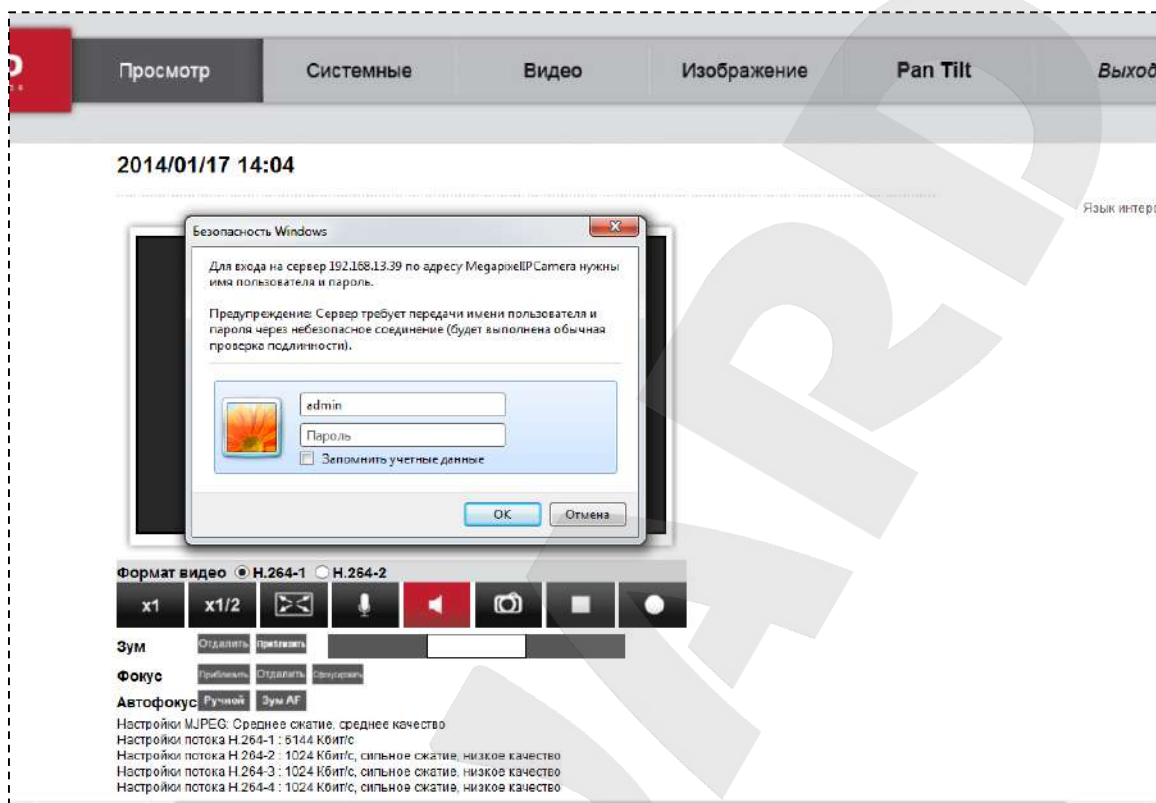 Просмотр Системные Видео Изображение Pan Tilt Выход
2014/01/17 14:04
Безопасность Windows
Для входа на сервер 192.168.13.39 по адресу MegapixelIPCamera нужны
имя пользователя и пароль.
Предупреждение: Сервер требует передачи имени пользователя и
пароля через небезопасное соединение (будет выполнена обычная
проверка подлинности).
admin
Пароль
Запомнить учетные данные
OK Отмена
Формат видео H.264-1 H.264-2
x1 x1/2
Зум Отдалить Приблизить
Фокус Приблизить Отдалить Сфокусировать
Автофокус Ручной Зум AF
Настройки MJPEG: Среднее сжатие, среднее качество
Настройки потока H.264-1 : 6144 Кбит/с
Настройки потока H.264-2 : 1024 Кбит/с, сильное сжатие, низкое качество
Настройки потока H.264-3 : 1024 Кбит/с, сильное сжатие, низкое качество
Настройки потока H.264-4 : 1024 Кбит/с, сильное сжатие, низкое качество